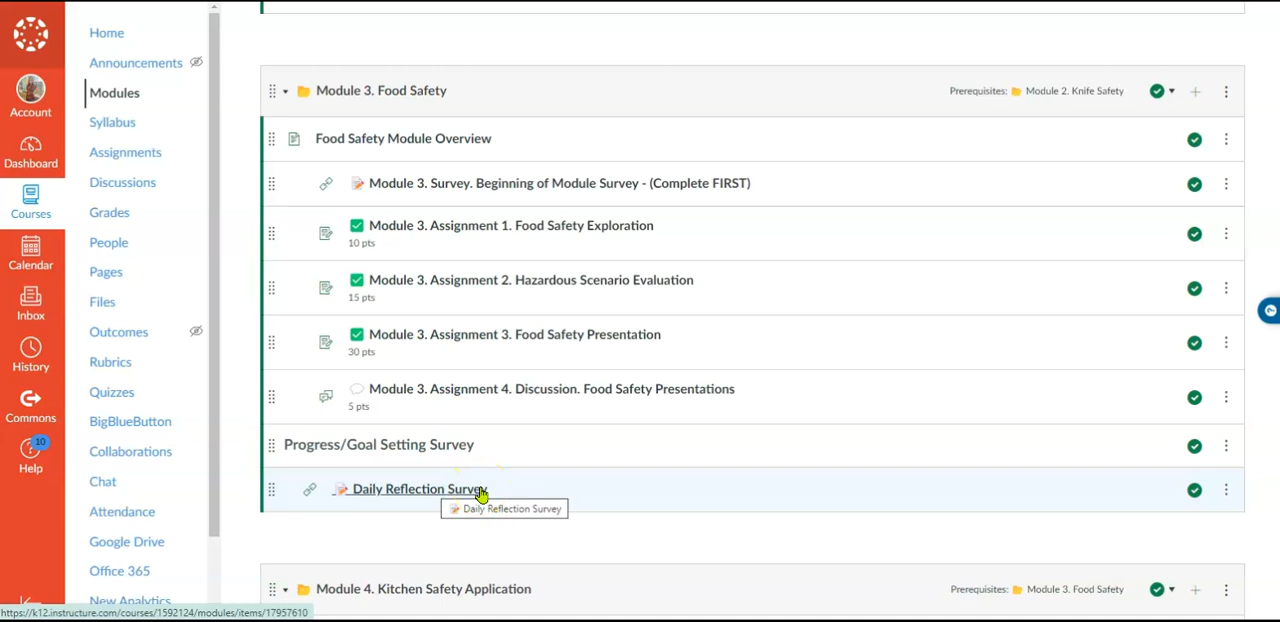 Account
Dashboard
Courses
Calendar
Inbox
History
Commons
10
Help
Home
Announcements
Modules
Syllabus
Assignments
Discussions
Grades
People
Pages
Files
Outcomes
Rubrics
Quizzes
BigBlueButton
Collaborations
Chat
Attendance
Google Drive
Office 365
New Analytics
Module 3. Food Safety
Prerequisites: Module 2. Knife Safety
Food Safety Module Overview
Module 3. Survey. Beginning of Module Survey - (Complete FIRST)
Module 3. Assignment 1. Food Safety Exploration
10 pts
Module 3. Assignment 2. Hazardous Scenario Evaluation
15 pts
Module 3. Assignment 3. Food Safety Presentation
30 pts
Module 3. Assignment 4. Discussion. Food Safety Presentations
5 pts
Progress/Goal Setting Survey
Daily Reflection Survey
Daily Reflection Survey
Module 4. Kitchen Safety Application
Prerequisites: Module 3. Food Safety
https://k12.instructure.com/courses/1592124/modules/items/17957610